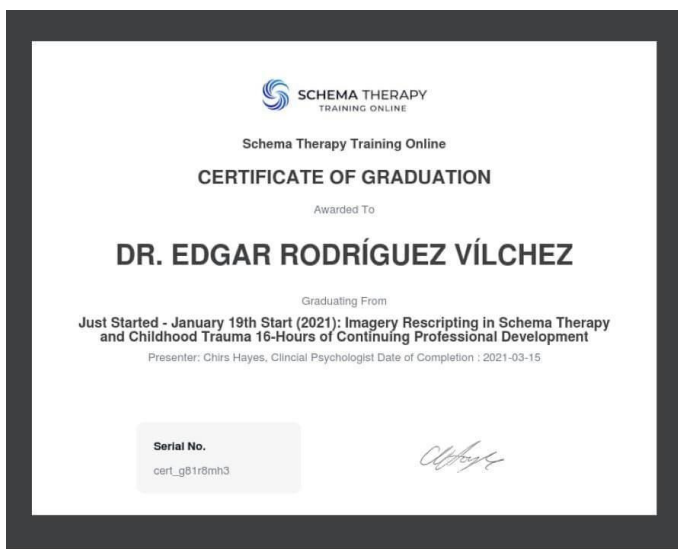 SCHEMA THERAPY
TRAINING ONLINE
Schema Therapy Training Online
CERTIFICATE OF GRADUATION
Awarded To
DR. EDGAR RODRÍGUEZ VÍLCHEZ
Graduating From
Just Started - January 19th Start (2021): Imagery Rescripting in Schema Therapy
and Childhood Trauma 16-Hours of Continuing Professional Development
Presenter: Chirs Hayes, Clincial Psychologist Date of Completion : 2021-03-15
Serial No.
cert_g81r8mh3